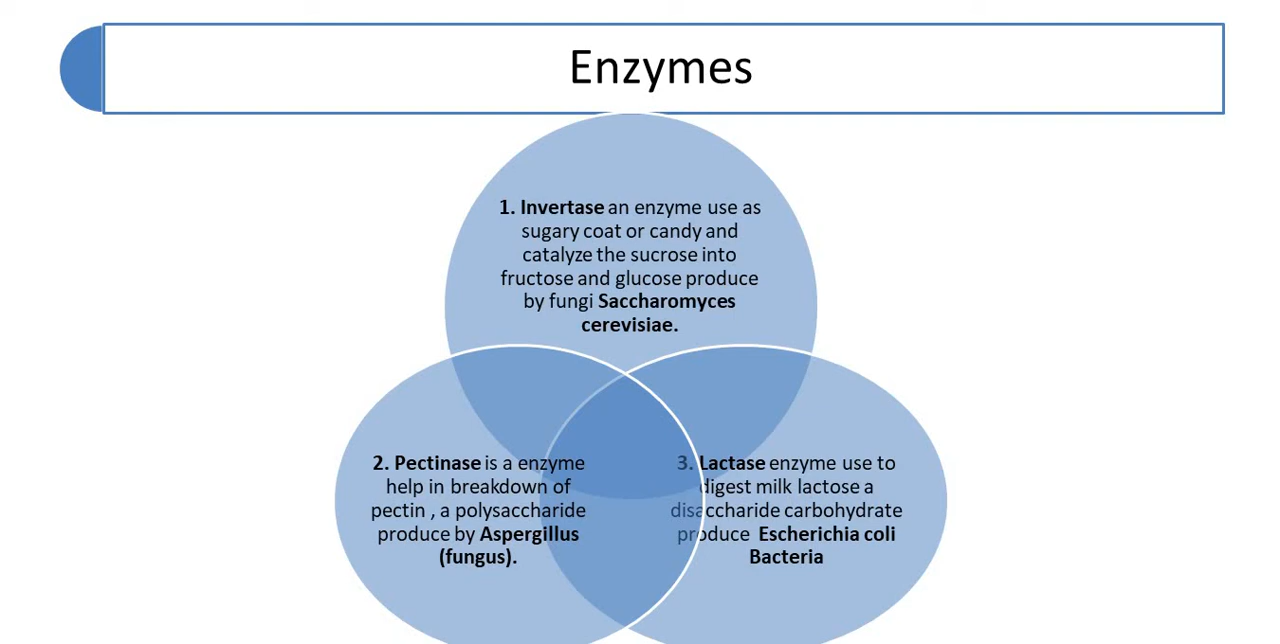 Enzymes
1. Invertase an enzyme use as
sugary coat or candy and
catalyze the sucrose into
fructose and glucose produce
by fungi Saccharomyces
cerevisiae.
2. Pectinase is a enzyme
help in breakdown of
pectin , a polysaccharide
produce by Aspergillus
(fungus).
3. Lactase enzyme use to
digest milk lactose a
disaccharide carbohydrate
produce Escherichia coli
Bacteria